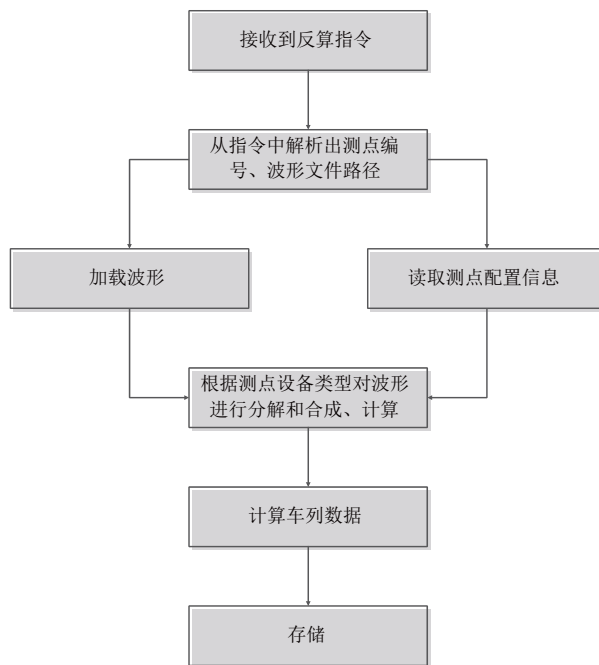 接收到反算指令
从指令中解析出测点编
号、波形文件路径
加载波形
读取测点配置信息
根据测点设备类型对波形
进行分解和合成、计算
计算车列数据
存储